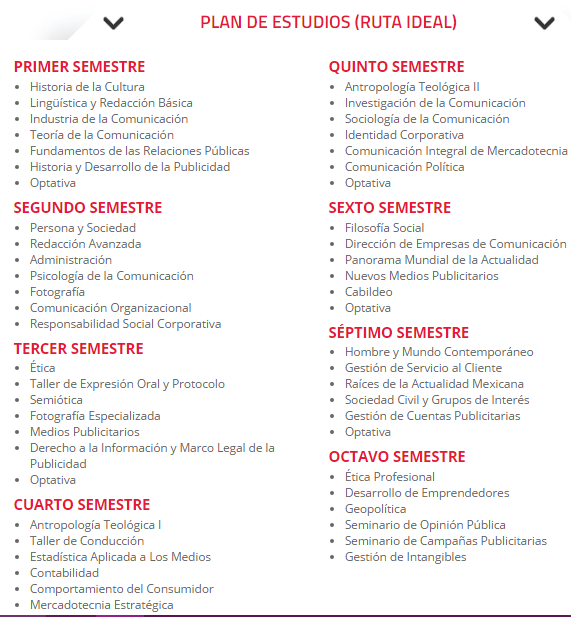 PLAN DE ESTUDIOS (RUTA IDEAL)
PRIMER SEMESTRE
Historia de la Cultura
Lingüística y Redacción Básica
Industria de la Comunicación
Teoría de la Comunicación
Fundamentos de las Relaciones Públicas
Historia y Desarrollo de la Publicidad
Optativa
SEGUNDO SEMESTRE
Persona y Sociedad
Redacción Avanzada
Administración
Psicología de la Comunicación
Fotografía
Comunicación Organizacional
Responsabilidad Social Corporativa
TERCER SEMESTRE
Ética
Taller de Expresión Oral y Protocolo
Semiótica
Fotografía Especializada
Medios Publicitarios
Derecho a la Información y Marco Legal de la
Publicidad
Optativa
CUARTO SEMESTRE
Antropología Teológica I
Taller de Conducción
Estadística Aplicada a Los Medios
Contabilidad
Comportamiento del Consumidor
Mercadotecnia Estratégica
QUINTO SEMESTRE
Antropología Teológica II
Investigación de la Comunicación
Sociología de la Comunicación
Identidad Corporativa
Comunicación Integral de Mercadotecnia
Comunicación Política
Optativa
SEXTO SEMESTRE
Filosofía Social
Dirección de Empresas de Comunicación
Panorama Mundial de la Actualidad
Nuevos Medios Publicitarios
Cabildeo
Optativa
SÉPTIMO SEMESTRE
Hombre y Mundo Contemporáneo
Gestión de Servicio al Cliente
Raíces de la Actualidad Mexicana
Sociedad Civil y Grupos de Interés
Gestión de Cuentas Publicitarias
Optativa
OCTAVO SEMESTRE
Ética Profesional
Desarrollo de Emprendedores
Geopolítica
Seminario de Opinión Pública
Seminario de Campañas Publicitarias
Gestión de Intangibles